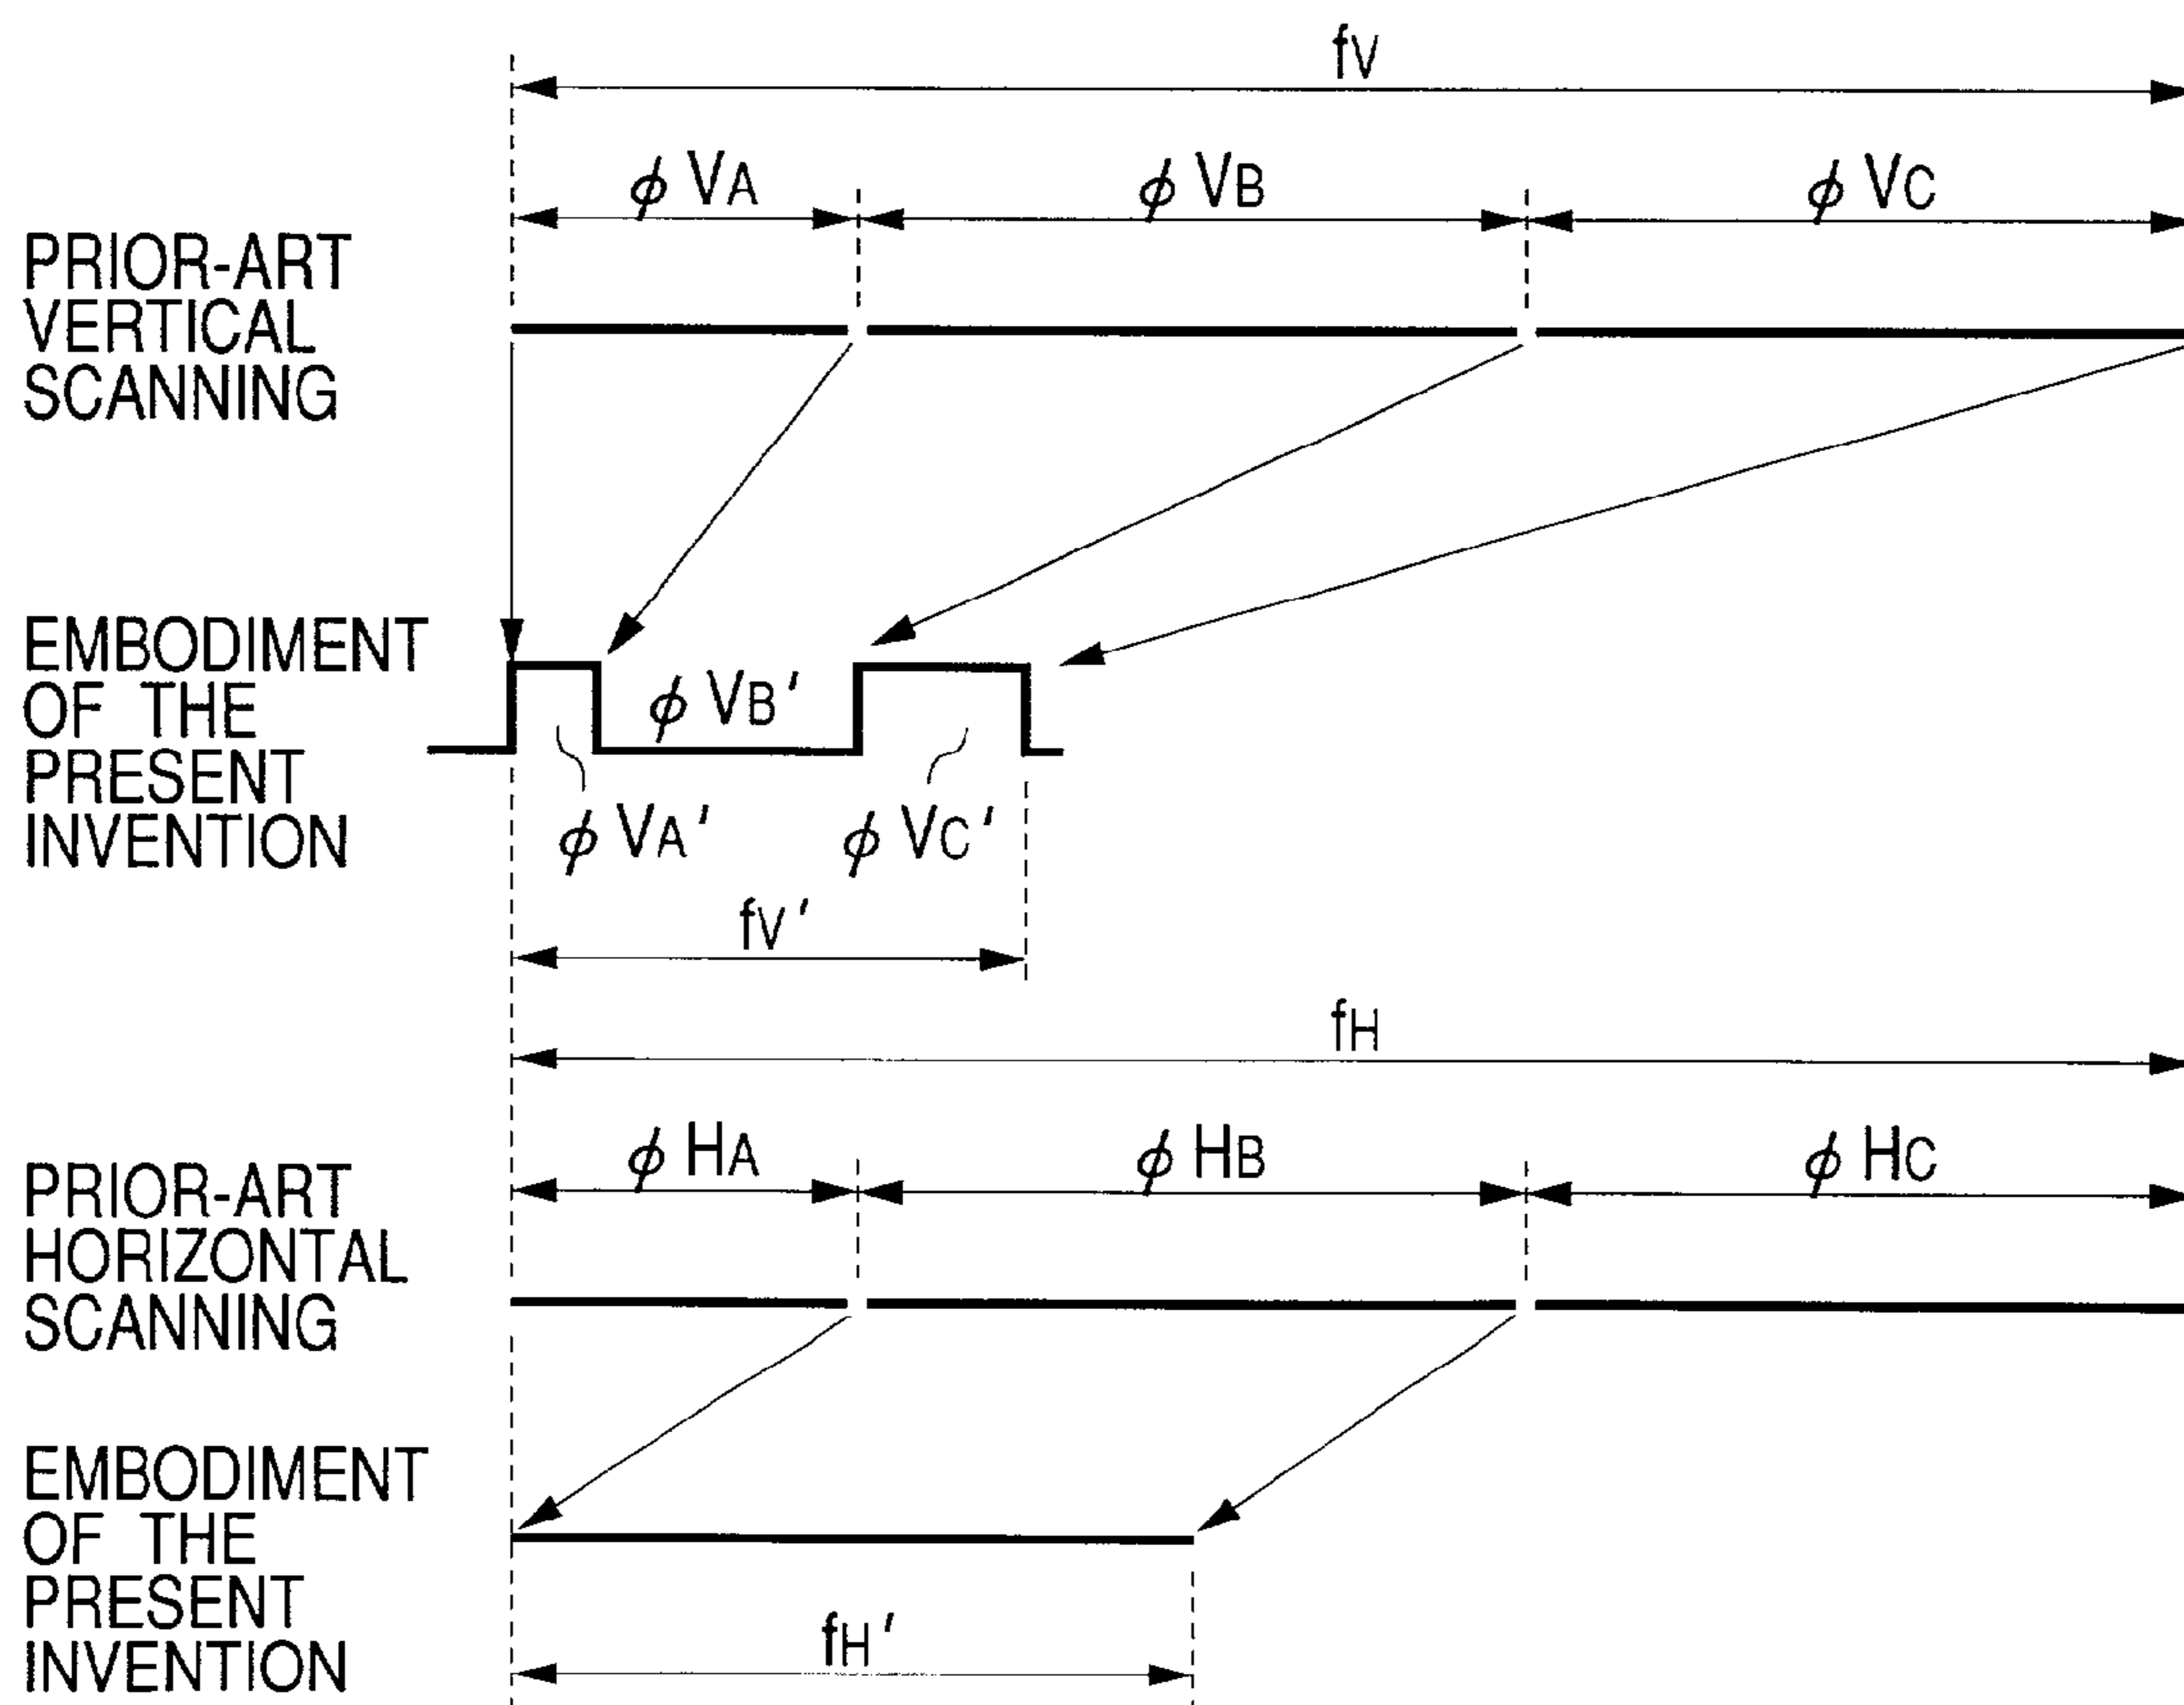 fV
φ VA
φ VB
φ VC
PRIOR-ART
VERTICAL
SCANNING
EMBODIMENT
OF THE
PRESENT
INVENTION
φ VB'
φ VA'
φ VC'
fV'
fH
φ HA
φ HB
φ HC
PRIOR-ART
HORIZONTAL
SCANNING
EMBODIMENT
OF THE
PRESENT
INVENTION
fH'